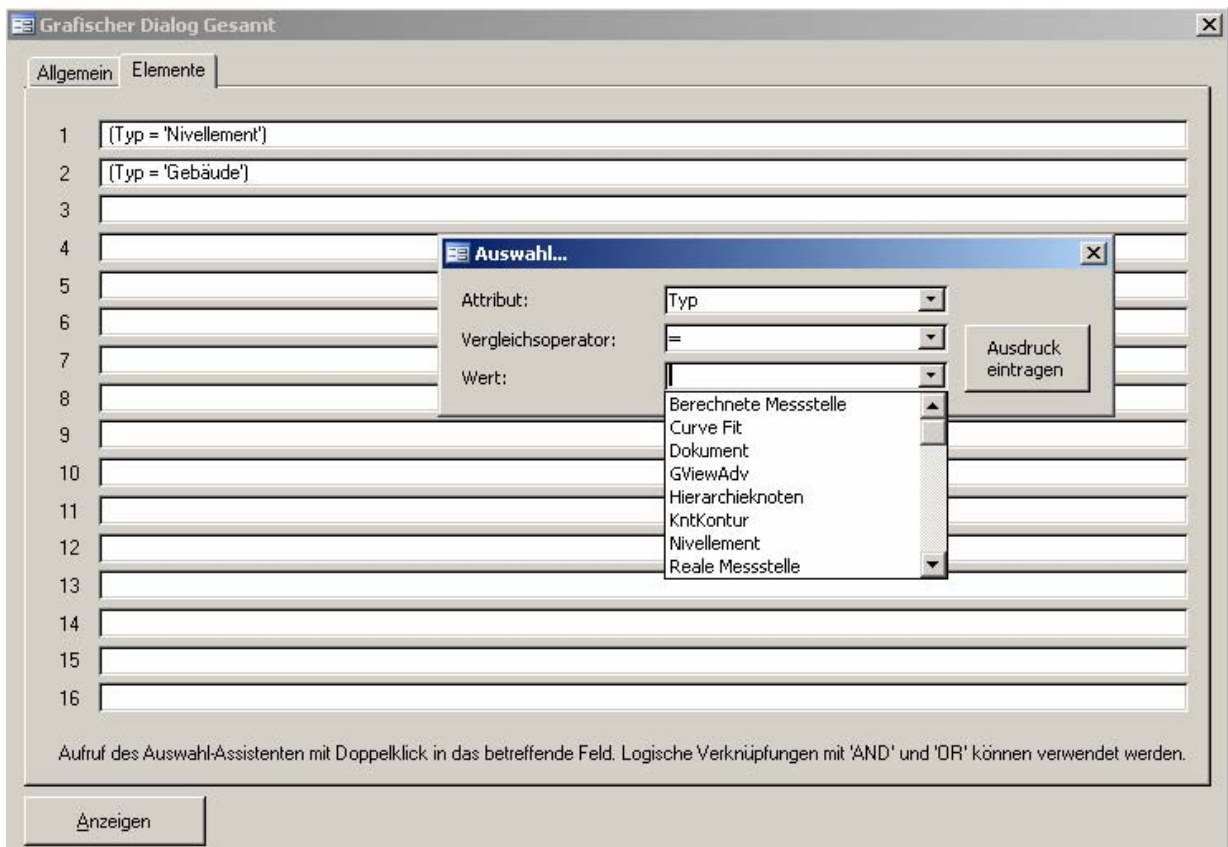 Grafischer Dialog Gesamt
Allgemein Elemente
1 (Typ = 'Nivellement')
2 (Typ = 'Gebäude')
3
4
5
6
7
8
9
10
11
12
13
14
15
16
Auswahl...
Attribut: Typ
Vergleichsoperator: =
Wert:
Ausdruck
eintragen
Berechnete Messstelle
Curve Fit
Dokument
GViewAdv
Hierarchieknoten
KntKontur
Nivellement
Reale Messstelle
Aufruf des Auswahl-Assistenten mit Doppelklick in das betreffende Feld. Logische Verknüpfungen mit 'AND' und 'OR' können verwendet werden.
Anzeigen